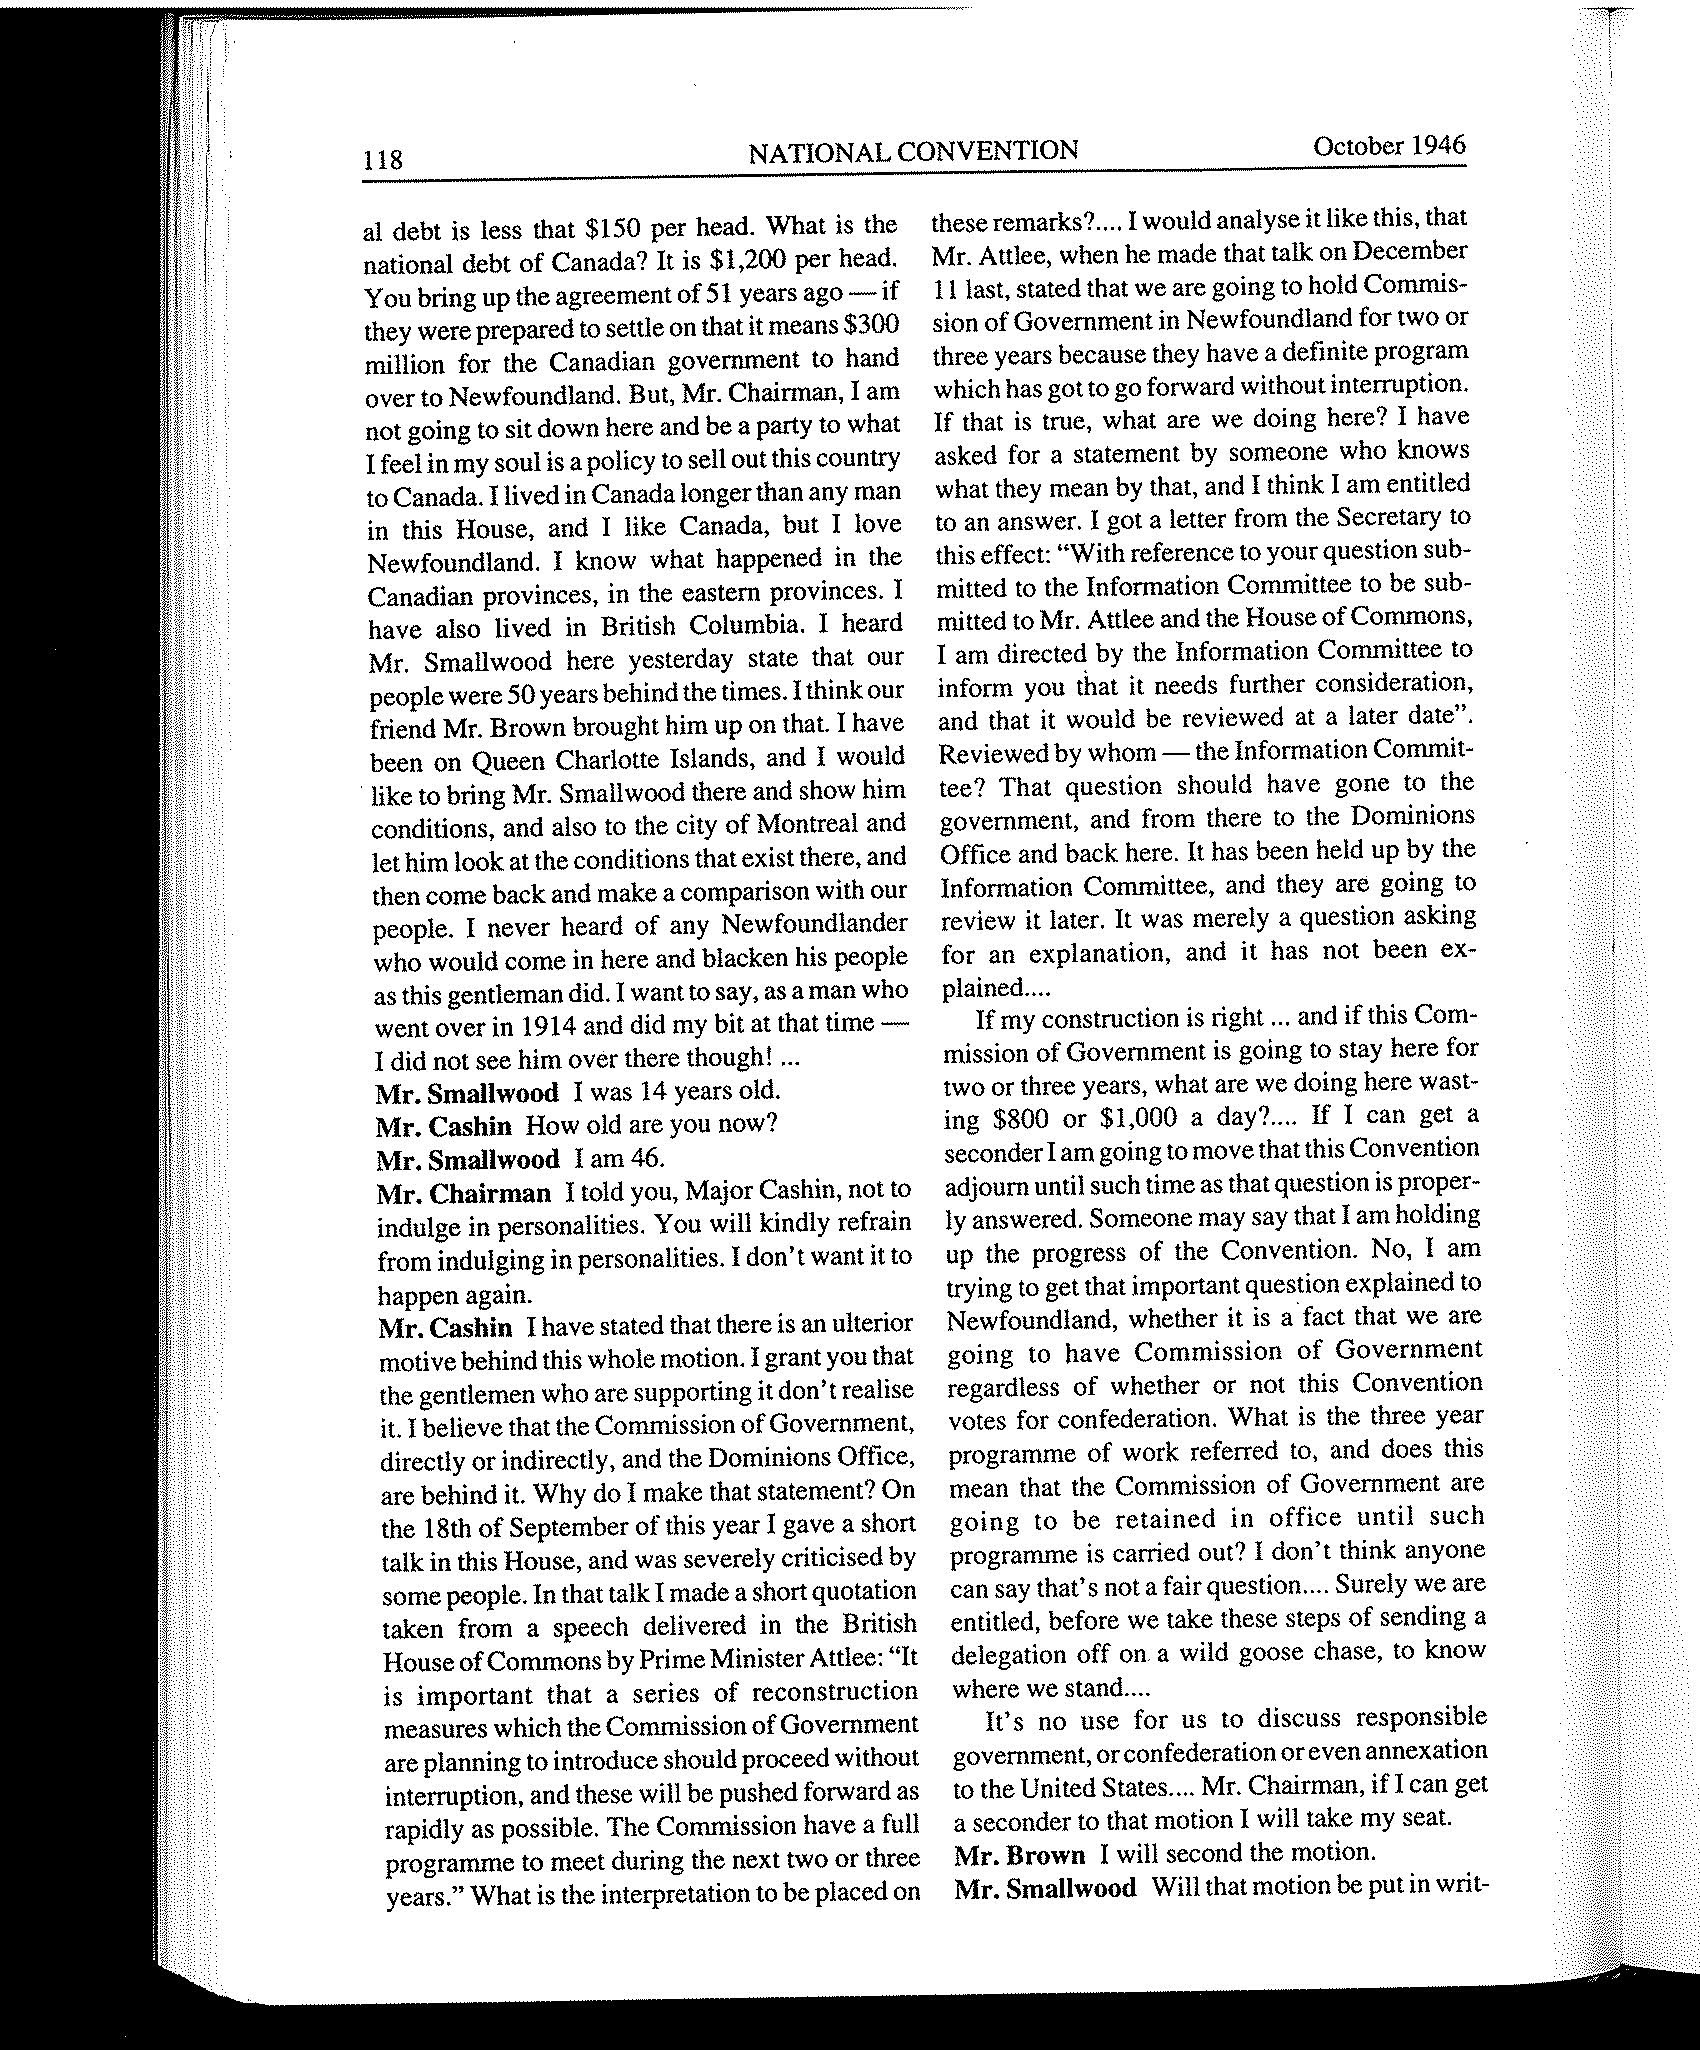 118
NATIONAL CONVENTION
October 1946
al debt is less that $150 per head. What is the
national debt of Canada? It is $1,200 per head.
You bring up the agreement of 51 years ago — if
they were prepared to settle on that it means $300
million for the Canadian government to hand
over to Newfoundland. But, Mr. Chairman, I am
not going to sit down here and be a party to what
I feel in my soul is a policy to sell out this country
to Canada. I lived in Canada longer than any man
in this House, and I like Canada, but I love
Newfoundland. I know what happened in the
Canadian provinces, in the eastern provinces. I
have also lived in British Columbia. I heard
Mr. Smallwood here yesterday state that our
people were 50 years behind the times. I think our
friend Mr. Brown brought him up on that. I have
been on Queen Charlotte Islands, and I would
like to bring Mr. Smallwood there and show him
conditions, and also to the city of Montreal and
let him look at the conditions that exist there, and
then come back and make a comparison with our
people. I never heard of any Newfoundlander
who would come in here and blacken his people
as this gentleman did. I want to say, as a man who
went over in 1914 and did my bit at that time —
I did not see him over there though! ...
Mr. Smallwood I was 14 years old.
Mr. Cashin How old are you now?
Mr. Smallwood I am 46.
Mr. Chairman I told you, Major Cashin, not to
indulge in personalities. You will kindly refrain
from indulging in personalities. I don't want it to
happen again.
Mr. Cashin I have stated that there is an ulterior
motive behind this whole motion. I grant you that
the gentlemen who are supporting it don't realise
it. I believe that the Commission of Government,
directly or indirectly, and the Dominions Office,
are behind it. Why do I make that statement? On
the 18th of September of this year I gave a short
talk in this House, and was severely criticised by
some people. In that talk I made a short quotation
taken from a speech delivered in the British
House of Commons by Prime Minister Attlee: “It
is important that a series of reconstruction
measures which the Commission of Government
are planning to introduce should proceed without
interruption, and these will be pushed forward as
rapidly as possible. The Commission have a full
programme to meet during the next two or three
years.” What is the interpretation to be placed on
these remarks?.... I would analyse it like this, that
Mr. Attlee, when he made that talk on December
11 last, stated that we are going to hold Commis-
sion of Government in Newfoundland for two or
three years because they have a definite program
which has got to go forward without interruption.
If that is true, what are we doing here? I have
asked for a statement by someone who knows
what they mean by that, and I think I am entitled
to an answer. I got a letter from the Secretary to
this effect: “With reference to your question sub-
mitted to the Information Committee to be sub-
mitted to Mr. Attlee and the House of Commons,
I am directed by the Information Committee to
inform you that it needs further consideration,
and that it would be reviewed at a later date”.
Reviewed by whom — the Information Commit-
tee? That question should have gone to the
government, and from there to the Dominions
Office and back here. It has been held up by the
Information Committee, and they are going to
review it later. It was merely a question asking
for an explanation, and it has not been ex-
plained....
If my construction is right ... and if this Com-
mission of Government is going to stay here for
two or three years, what are we doing here wast-
ing $800 or $1,000 a day?.... If I can get a
seconder I am going to move that this Convention
adjourn until such time as that question is proper-
ly answered. Someone may say that I am holding
up the progress of the Convention. No, I am
trying to get that important question explained to
Newfoundland, whether it is a fact that we are
going to have Commission of Government
regardless of whether or not this Convention
votes for confederation. What is the three year
programme of work referred to, and does this
mean that the Commission of Government are
going to be retained in office until such
programme is carried out? I don't think anyone
can say that's not a fair question.... Surely we are
entitled, before we take these steps of sending a
delegation off on a wild goose chase, to know
where we stand....
It's no use for us to discuss responsible
government, or confederation or even annexation
to the United States.... Mr. Chairman, if I can get
a seconder to that motion I will take my seat.
Mr. Brown I will second the motion.
Mr. Smallwood Will that motion be put in writ-